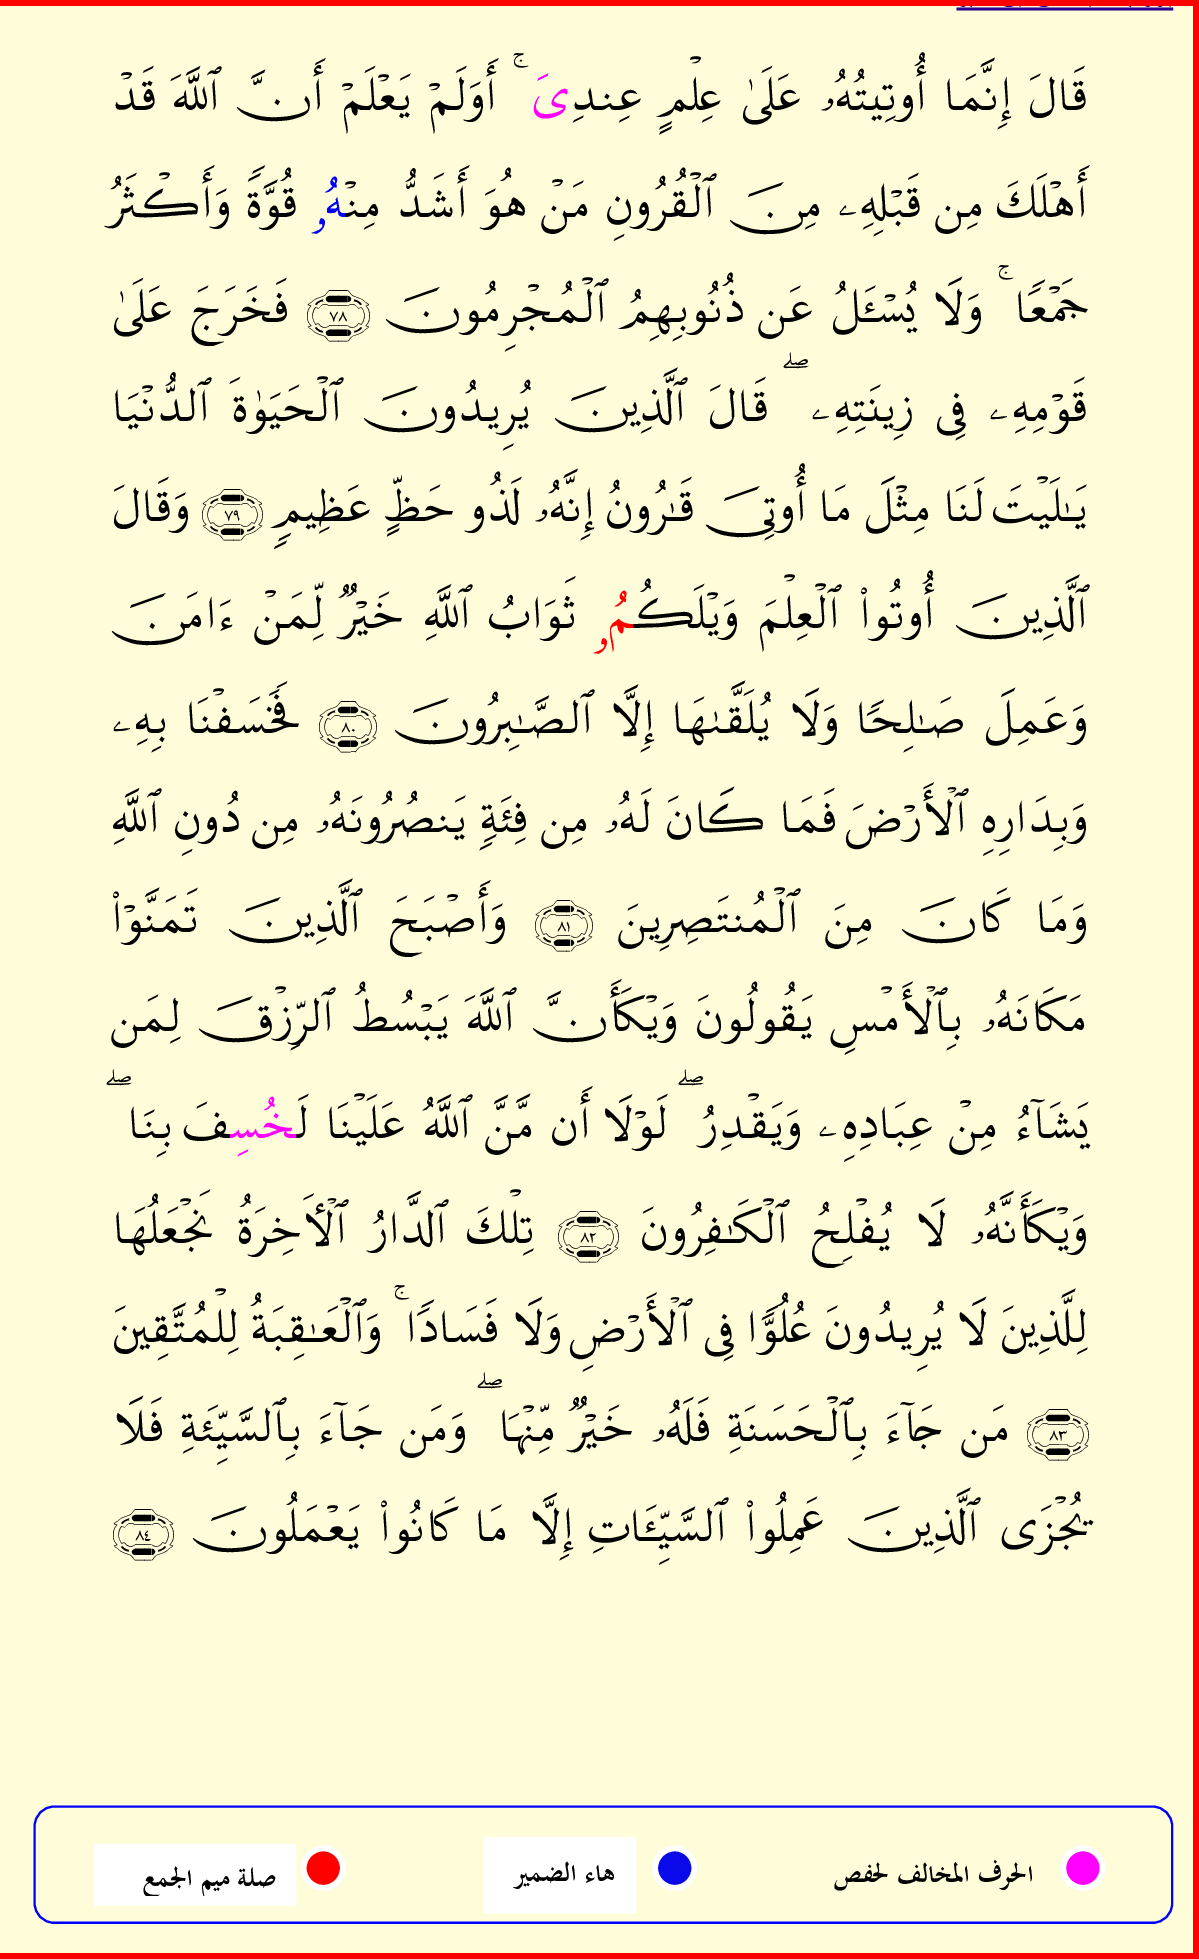 قَالَ إِنَّمَا أُوتِيتُهُۥ عَلَىٰ عِلْمٍ عِندِىَ ۚ أَوَلَمْ يَعْلَمْ أَنَّ ٱللَّهَ قَدْ
أَهْلَكَ مِن قَبْلِهِۦ مِنَ ٱلْقُرُونِ مَنْ هُوَ أَشَدُّ مِنْهُۥ قُوَّةً وَأَكْثَرُ
جَمْعًا ۚ وَلَا يُسْـَٔلُ عَن ذُنُوبِهِمُ ٱلْمُجْرِمُونَ ٧٨ فَخَرَجَ عَلَىٰ
قَوْمِهِۦ فِى زِينَتِهِۦ ۖ قَالَ ٱلَّذِينَ يُرِيدُونَ ٱلْحَيَوٰةَ ٱلدُّنْيَا
يَـٰلَيْتَ لَنَا مِثْلَ مَا أُوتِىَ قَـٰرُونُ إِنَّهُۥ لَذُو حَظٍّ عَظِيمٍ ٧٩ وَقَالَ
ٱلَّذِينَ أُوتُوا۟ ٱلْعِلْمَ وَيْلَكُمُۥ ثَوَابُ ٱللَّهِ خَيْرٌ لِّمَنْ ءَامَنَ
وَعَمِلَ صَـٰلِحًا وَلَا يُلَقَّىٰهَا إِلَّا ٱلصَّـٰبِرُونَ ٨٠ فَخَسَفْنَا بِهِۦ
وَبِدَارِهِ ٱلْأَرْضَ فَمَا كَانَ لَهُۥ مِن فِئَةٍ يَنصُرُونَهُۥ مِن دُونِ ٱللَّهِ
وَمَا كَانَ مِنَ ٱلْمُنتَصِرِينَ ٨١ وَأَصْبَحَ ٱلَّذِينَ تَمَنَّوْا۟
مَكَانَهُۥ بِٱلْأَمْسِ يَقُولُونَ وَيْكَأَنَّ ٱللَّهَ يَبْسُطُ ٱلرِّزْقَ لِمَن
يَشَآءُ مِنْ عِبَادِهِۦ وَيَقْدِرُ ۖ لَوْلَا أَن مَّنَّ ٱللَّهُ عَلَيْنَا لَخُسِفَ بِنَا ۖ
وَيْكَأَنَّهُۥ لَا يُفْلِحُ ٱلْكَـٰفِرُونَ ٨٢ تِلْكَ ٱلدَّارُ ٱلْـَٔاخِرَةُ نَجْعَلُهَا
لِلَّذِينَ لَا يُرِيدُونَ عُلُوًّا فِى ٱلْأَرْضِ وَلَا فَسَادًا ۚ وَٱلْعَـٰقِبَةُ لِلْمُتَّقِينَ
٨٣ مَن جَآءَ بِٱلْحَسَنَةِ فَلَهُۥ خَيْرٌ مِّنْهَا ۖ وَمَن جَآءَ بِٱلسَّيِّئَةِ فَلَا
يُجْزَى ٱلَّذِينَ عَمِلُوا۟ ٱلسَّيِّـَٔاتِ إِلَّا مَا كَانُوا۟ يَعْمَلُونَ ٨٤
الحرف المخالف لحفص هاء الضمير صلة ميم الجمع